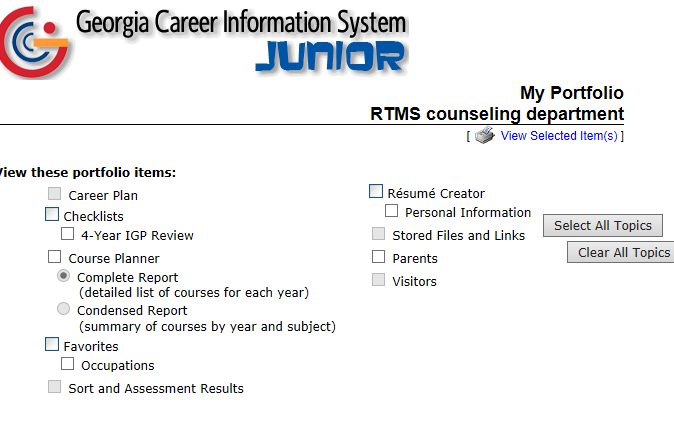 Georgia Career Information System
JUNIOR
My Portfolio
RTMS counseling department
[ View Selected Item(s) ]
View these portfolio items:
Career Plan
Checklists
4-Year IGP Review
Course Planner
Complete Report
(detailed list of courses for each year)
Condensed Report
(summary of courses by year and subject)
Favorites
Occupations
Sort and Assessment Results
Résumé Creator
Personal Information
Stored Files and Links
Parents
Visitors
Select All Topics
Clear All Topics